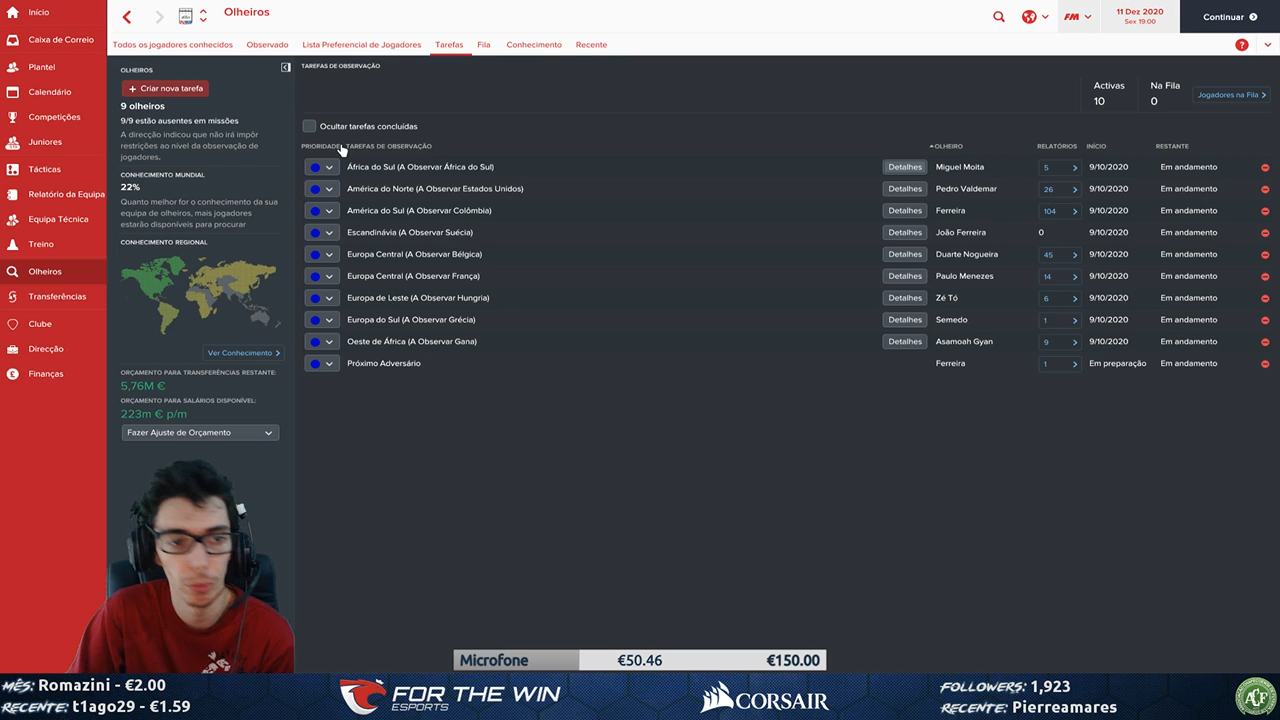 Início
Caixa de Correio
Plantel
Calendário
Competições
Juniores
Tácticas
Relatório da Equipa
Equipa Técnica
Treino
Olheiros
Transferências
Clube
Direcção
Finanças
Olheiros
FM
11 Dez 2020
Sex 19:00
Continuar
Todos os jogadores conhecidos
Observado
Lista Preferencial de Jogadores
Tarefas
Fila
Conhecimento
Recente
?
OLHEIROS
+ Criar nova tarefa
9 olheiros
9/9 estão ausentes em missões
A direcção indicou que não irá impôr
restrições ao nível da observação de
jogadores.
CONHECIMENTO MUNDIAL
22%
Quanto melhor for o conhecimento da sua
equipa de olheiros, mais jogadores
estarão disponíveis para procurar
CONHECIMENTO REGIONAL
Ver Conhecimento
ORÇAMENTO PARA TRANSFERÊNCIAS RESTANTE:
5,76M €
ORÇAMENTO PARA SALÁRIOS DISPONÍVEL:
223m € p/m
Fazer Ajuste de Orçamento
TAREFAS DE OBSERVAÇÃO
Activas
10
Na Fila
0
Jogadores na Fila
Ocultar tarefas concluídas
PRIORIDADE TAREFAS DE OBSERVAÇÃO OLHEIRO RELATÓRIOS INÍCIO RESTANTE
África do Sul (A Observar África do Sul) Detalhes Miguel Moita 5 9/10/2020 Em andamento
América do Norte (A Observar Estados Unidos) Detalhes Pedro Valdemar 26 9/10/2020 Em andamento
América do Sul (A Observar Colômbia) Detalhes Ferreira 104 9/10/2020 Em andamento
Escandinávia (A Observar Suécia) Detalhes João Ferreira 0 9/10/2020 Em andamento
Europa Central (A Observar Bélgica) Detalhes Duarte Nogueira 45 9/10/2020 Em andamento
Europa Central (A Observar França) Detalhes Paulo Menezes 14 9/10/2020 Em andamento
Europa de Leste (A Observar Hungria) Detalhes Zé Tó 6 9/10/2020 Em andamento
Europa do Sul (A Observar Grécia) Detalhes Semedo 1 9/10/2020 Em andamento
Oeste de África (A Observar Gana) Detalhes Asamoah Gyan 9 9/10/2020 Em andamento
Próximo Adversário Ferreira 1 Em preparação Em andamento
Microfone €50.46 €150.00
MÊS: Romazini - €2.00
RECENTE: t1ago29 - €1.59
FOR THE WIN
ESPORTS
CORSAIR
FOLLOWERS: 1,923
RECENTE: Pierreamares
ACF